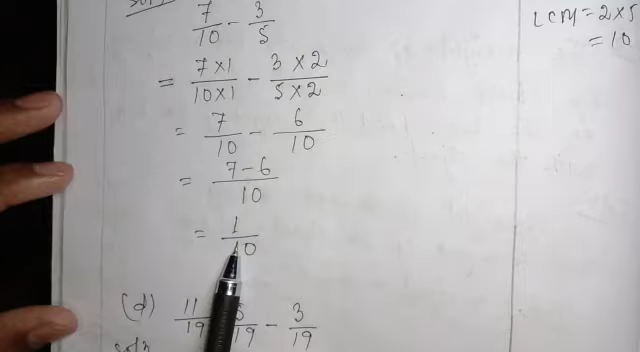 7/10 - 3/5
= 7×1/10×1 - 3×2/5×2
= 7/10 - 6/10
= 7-6/10
= 1/10
(d) 11/19 /19 - 3/19
LCM = 2×5
= 10